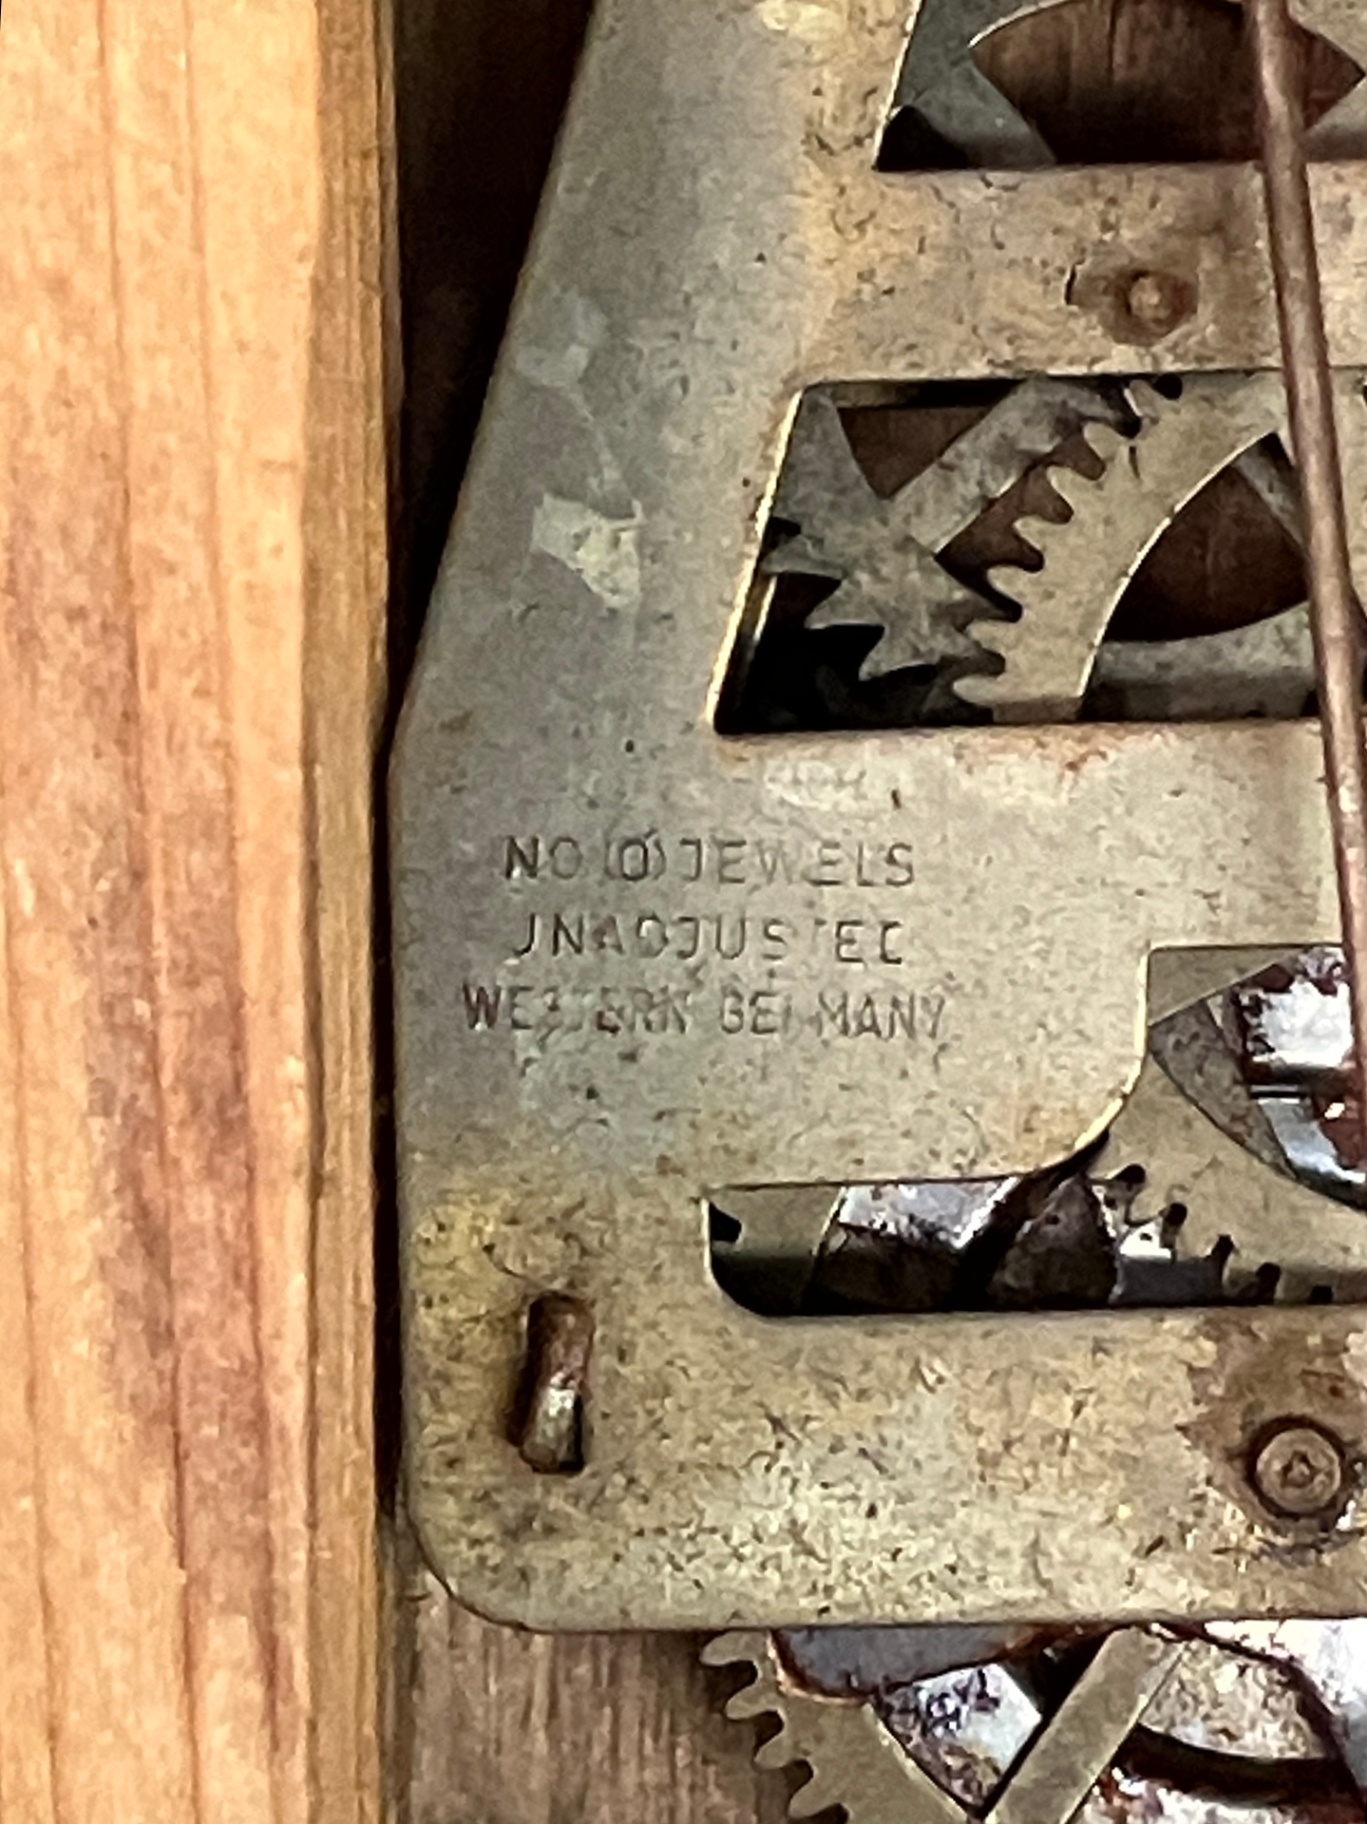 NO (0) JEWELS
UNADJUSTED
WESTERN GERMANY